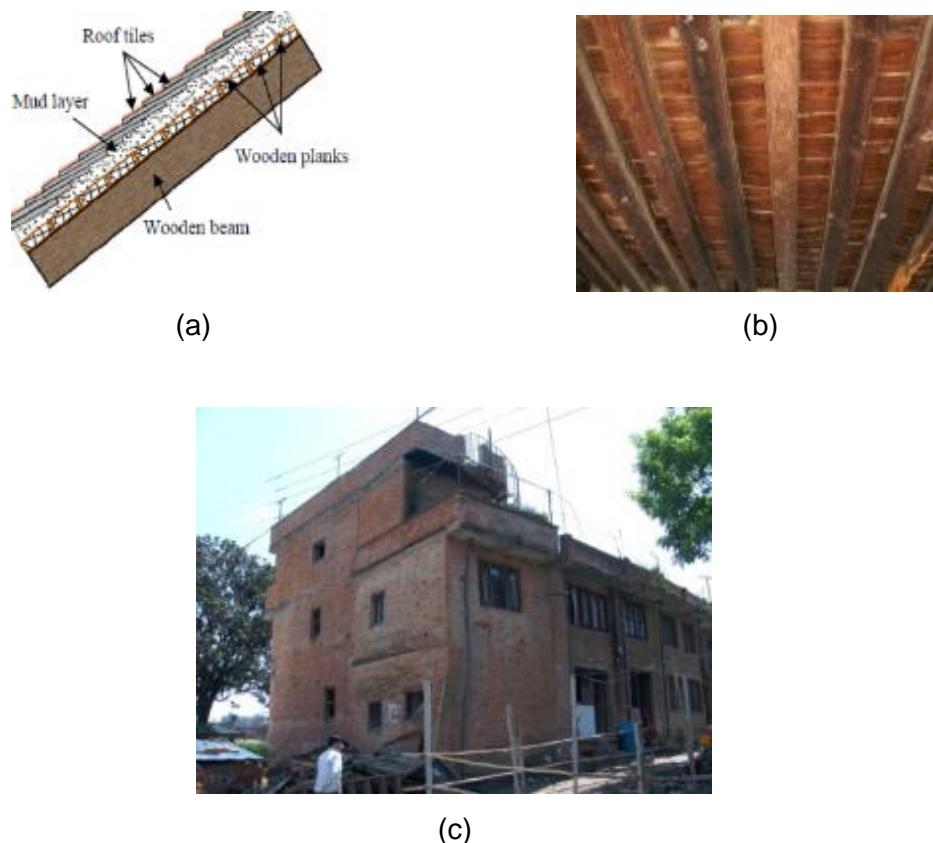 Roof tiles
Mud layer
Wooden planks
Wooden beam
(a)
(b)
(c)